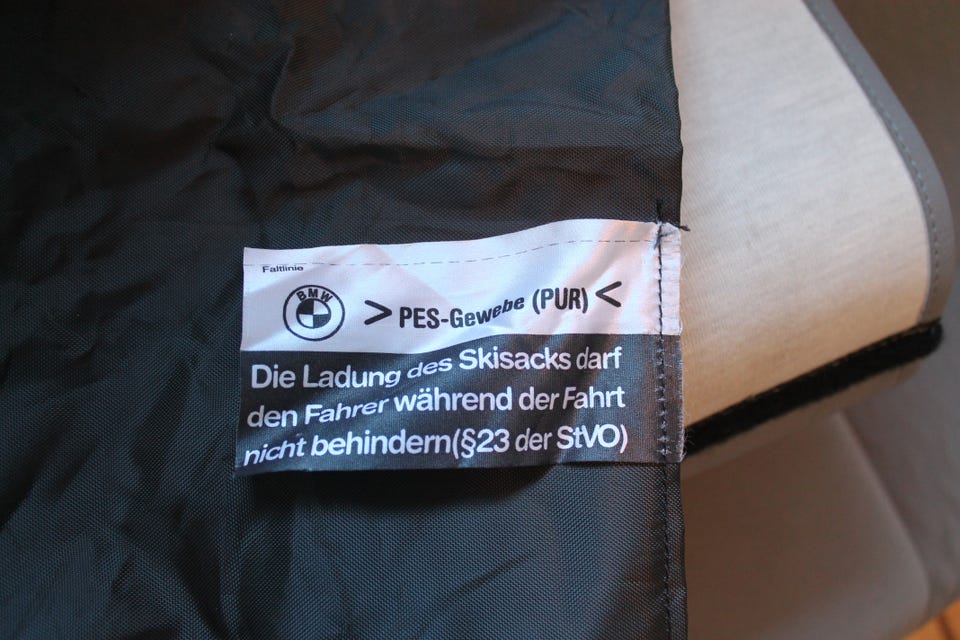 Faltlinie
BMW
> PES-Gewebe (PUR) <
Die Ladung des Skisacks darf
den Fahrer während der Fahrt
nicht behindern(§23 der StVO)